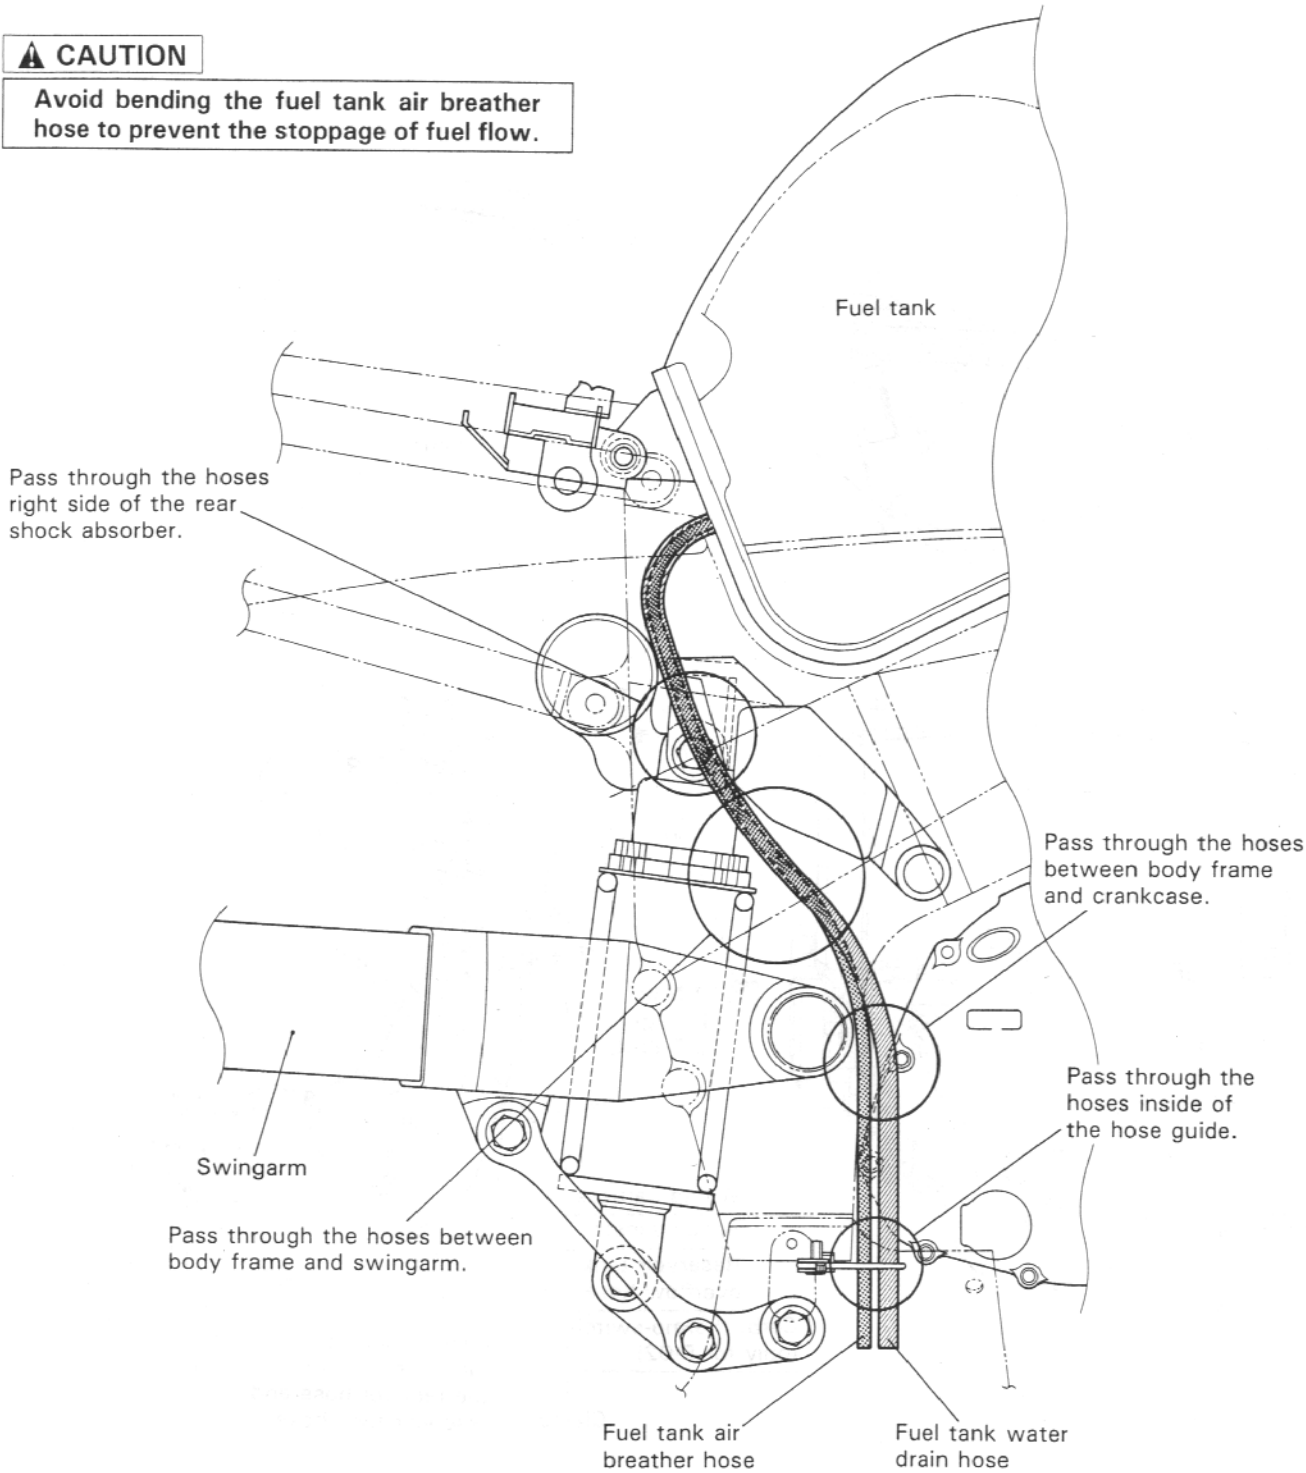 CAUTION
Avoid bending the fuel tank air breather
hose to prevent the stoppage of fuel flow.
Fuel tank
Pass through the hoses
right side of the rear
shock absorber.
Pass through the hoses
between body frame
and crankcase.
Pass through the
hoses inside of
the hose guide.
Swingarm
Pass through the hoses between
body frame and swingarm.
Fuel tank air
breather hose
Fuel tank water
drain hose